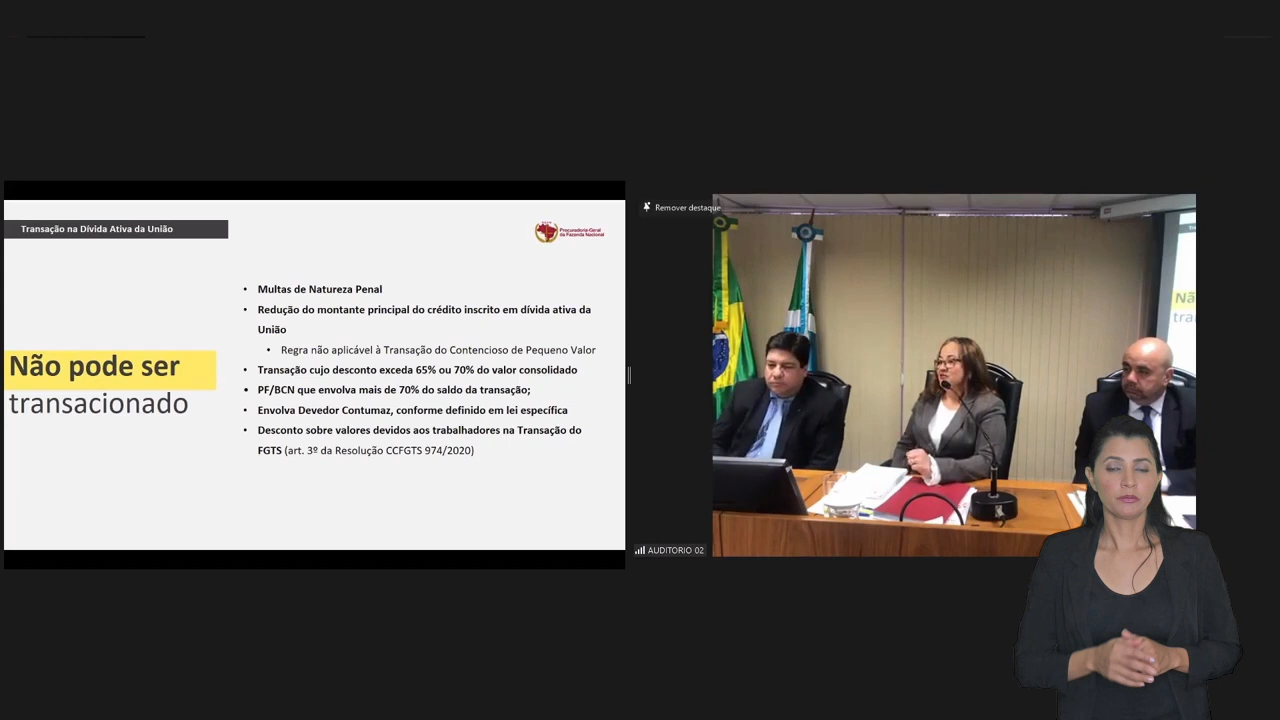 Transação na Dívida Ativa da União
Procuradoria-Geral
da Fazenda Nacional
Não pode ser
transacionado
• Multas de Natureza Penal
• Redução do montante principal do crédito inscrito em dívida ativa da
União
• Regra não aplicável à Transação do Contencioso de Pequeno Valor
• Transação cujo desconto exceda 65% ou 70% do valor consolidado
• PF/BCN que envolva mais de 70% do saldo da transação;
• Envolva Devedor Contumaz, conforme definido em lei específica
• Desconto sobre valores devidos aos trabalhadores na Transação do
FGTS (art. 3º da Resolução CCFGTS 974/2020)
Remover destaque
Nã
tra
AUDITORIO 02